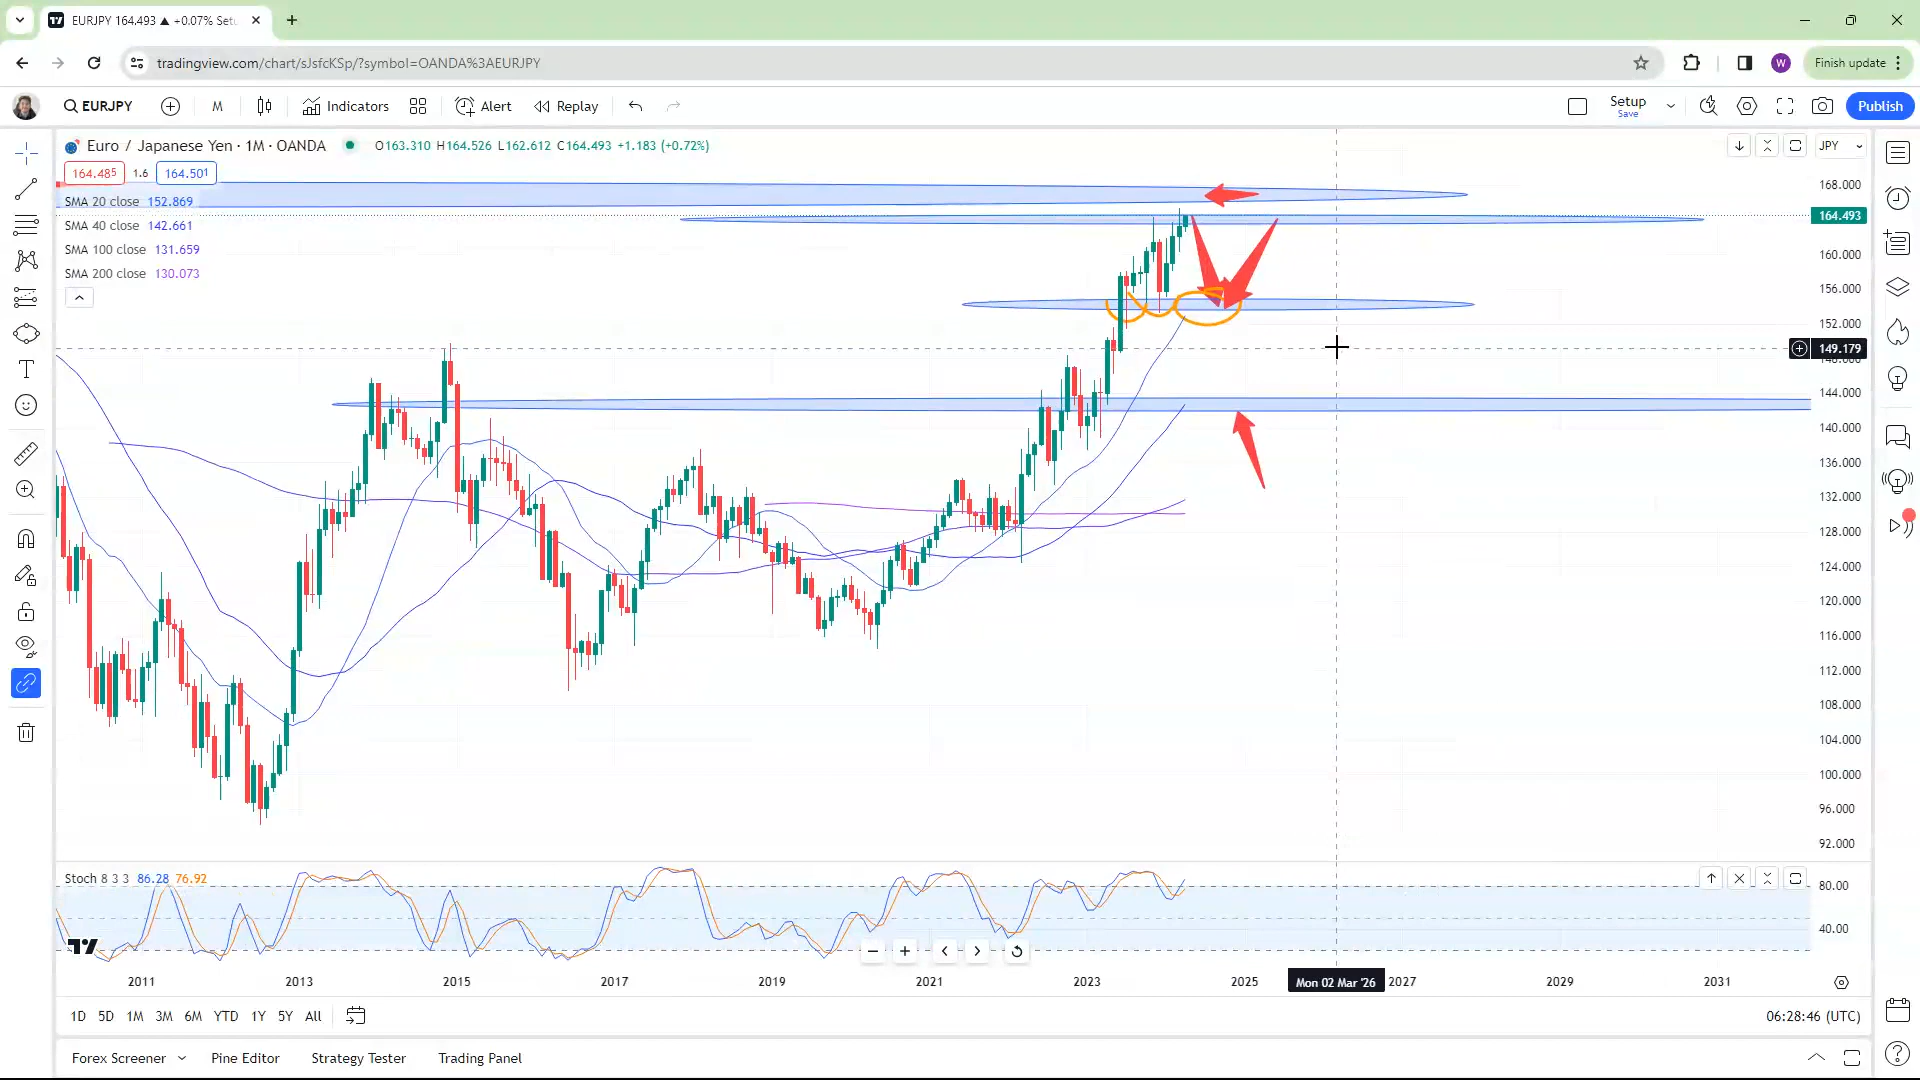 EURJPY 164.493 ▲ +0.07% Setu
tradingview.com/chart/sJsfcKSp/?symbol=OANDA%3AEURJPY
W
Finish update
EURJPY
M
Indicators
Alert
Replay
Setup
Save
Publish
Euro / Japanese Yen · 1M · OANDA
O163.310 H164.526 L162.612 C164.493 +1.183 (+0.72%)
JPY
164.485
1.6
164.501
SMA 20 close 152.869
SMA 40 close 142.661
SMA 100 close 131.659
SMA 200 close 130.073
168.000
164.493
160.000
156.000
152.000
149.179
144.000
140.000
136.000
132.000
128.000
124.000
120.000
116.000
112.000
108.000
104.000
100.000
96.000
92.000
Stoch 8 3 3 86.28 76.92
80.00
40.00
2011
2013
2015
2017
2019
2021
2023
2025
Mon 02 Mar '26
2027
2029
2031
1D 5D 1M 3M 6M YTD 1Y 5Y All
06:28:46 (UTC)
Forex Screener
Pine Editor
Strategy Tester
Trading Panel